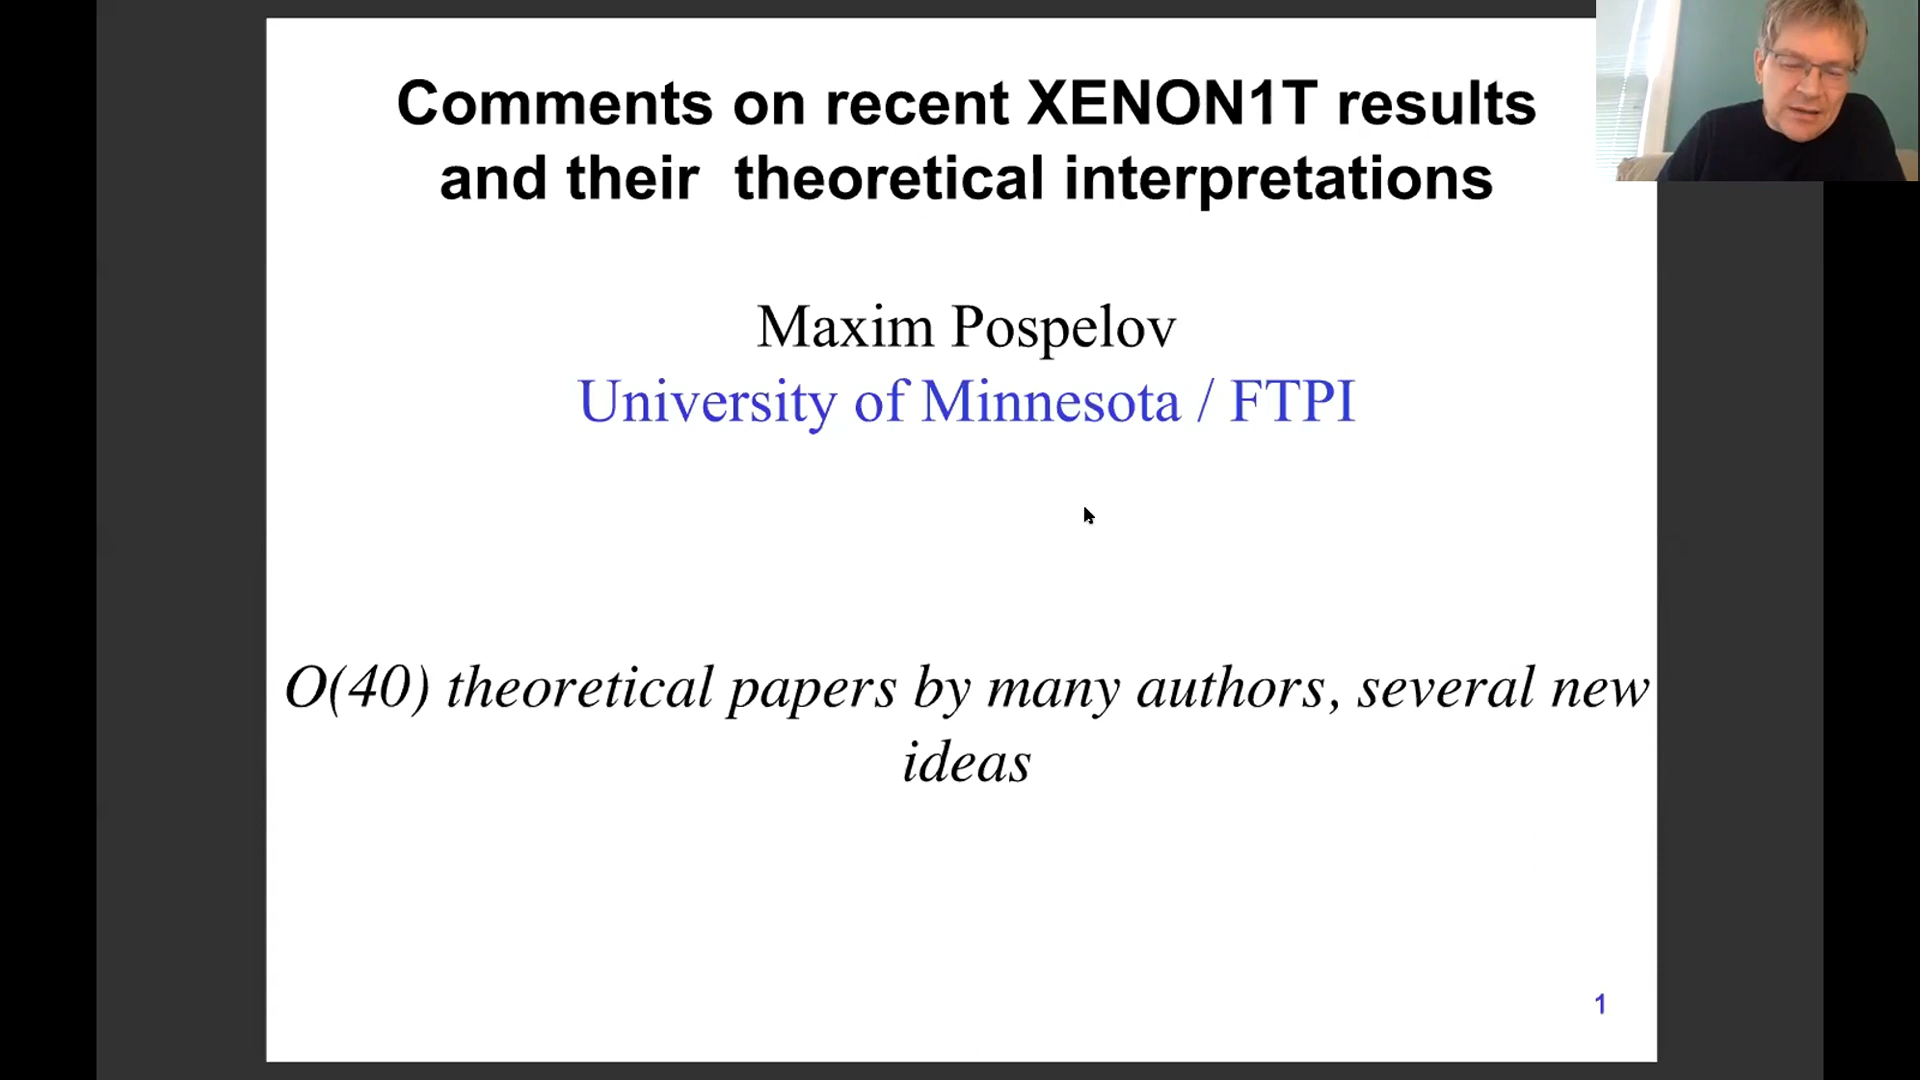 Comments on recent XENON1T results
and their theoretical interpretations
Maxim Pospelov
University of Minnesota / FTPI
O(40) theoretical papers by many authors, several new
ideas
1